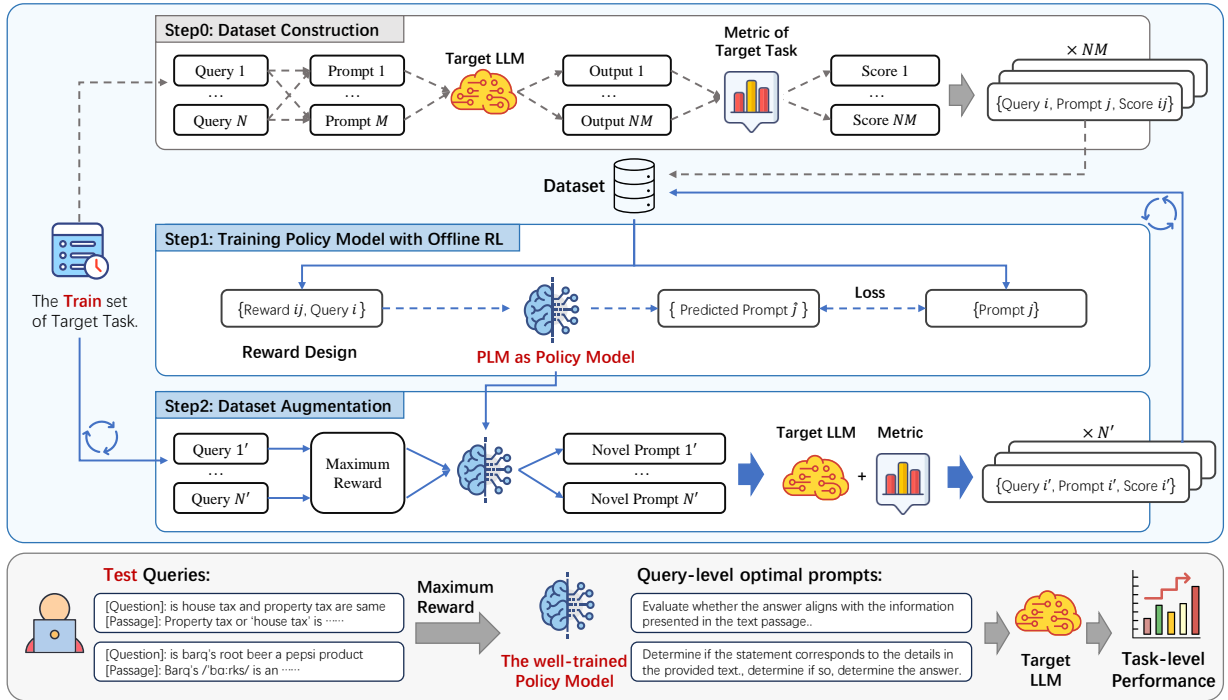 Step0: Dataset Construction
Query 1
...
Query N
Prompt 1
...
Prompt M
Target LLM
Output 1
...
Output NM
Metric of
Target Task
Score 1
...
Score NM
× NM
{Query i, Prompt j, Score ij}
Dataset
The Train set
of Target Task.
Step1: Training Policy Model with Offline RL
{Reward ij, Query i }
Reward Design
PLM as Policy Model
{ Predicted Prompt ĵ }
Loss
{Prompt j}
Step2: Dataset Augmentation
Query 1′
...
Query N′
Maximum
Reward
Novel Prompt 1′
...
Novel Prompt N′
Target LLM
+
Metric
× N′
{Query i′, Prompt i′, Score i′}
Test Queries:
[Question]: is house tax and property tax are same
[Passage]: Property tax or ‘house tax’ is ······
[Question]: is barq’s root beer a pepsi product
[Passage]: Barq’s /ˈbɑːrks/ is an ······
Maximum
Reward
The well-trained
Policy Model
Query-level optimal prompts:
Evaluate whether the answer aligns with the information
presented in the text passage..
Determine if the statement corresponds to the details in
the provided text., determine if so, determine the answer.
Target
LLM
Task-level
Performance